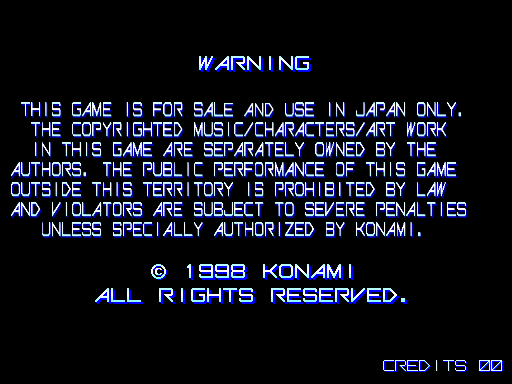 WARNING
THIS GAME IS FOR SALE AND USE IN JAPAN ONLY.
THE COPYRIGHTED MUSIC/CHARACTERS/ART WORK
IN THIS GAME ARE SEPARATELY OWNED BY THE
AUTHORS. THE PUBLIC PERFORMANCE OF THIS GAME
OUTSIDE THIS TERRITORY IS PROHIBITED BY LAW
AND VIOLATORS ARE SUBJECT TO SEVERE PENALTIES
UNLESS SPECIALLY AUTHORIZED BY KONAMI.
© 1998 KONAMI
ALL RIGHTS RESERVED.
CREDITS 00